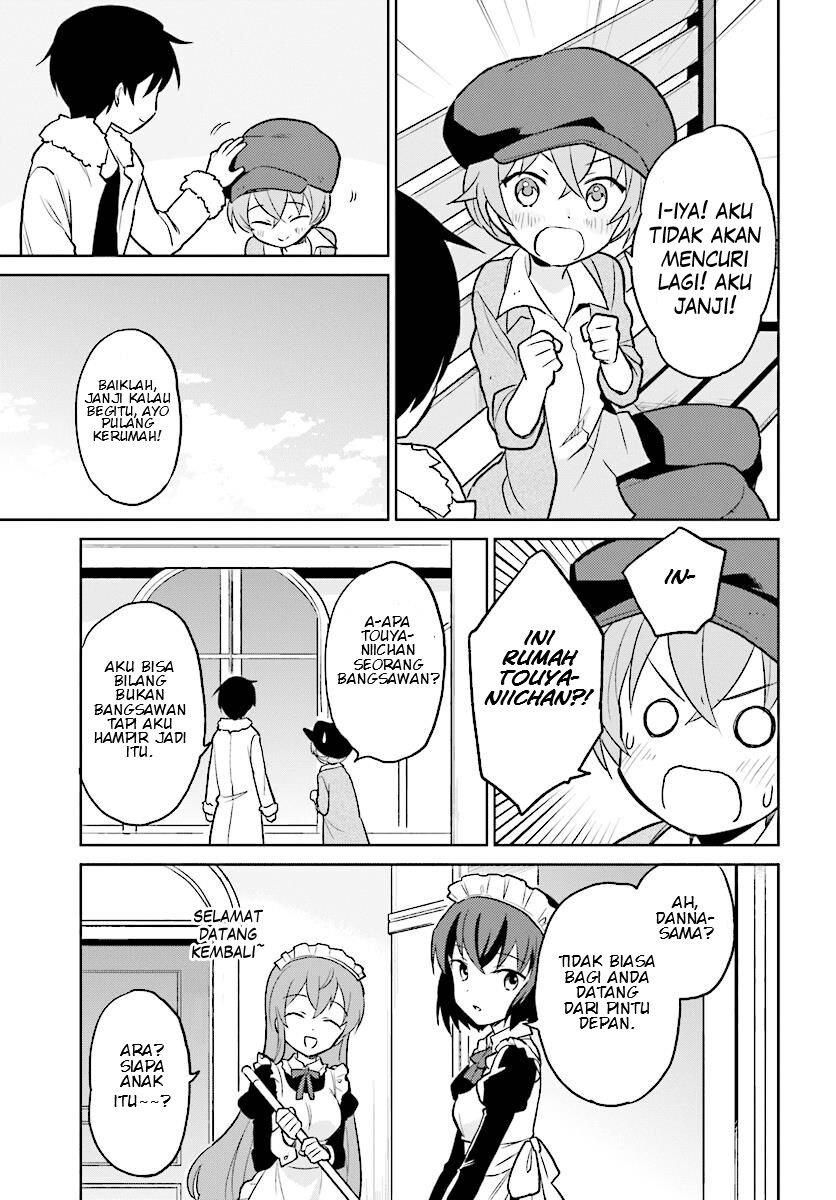 I-IYA! AKU
TIDAK AKAN
MENCURI
LAGI! AKU
JANJI!
BAIKLAH,
JANJI KALAU
BEGITU, AYO
PULANG
KERUMAH!
IN-
INI
RUMAH
TOUYA-
NIICHAN?!
A-APA
TOUYA-
NIICHAN
SEORANG
BANGSAWAN?
AKU BISA
BILANG
BUKAN
BANGSAWAN
TAPI AKU
HAMPIR JADI
ITU.
AH,
DANNA-
SAMA?
TIDAK BIASA
BAGI ANDA
DATANG
DARI PINTU
DEPAN.
SELAMAT
DATANG
KEMBALI~
ARA?
SIAPA
ANAK
ITU~~?